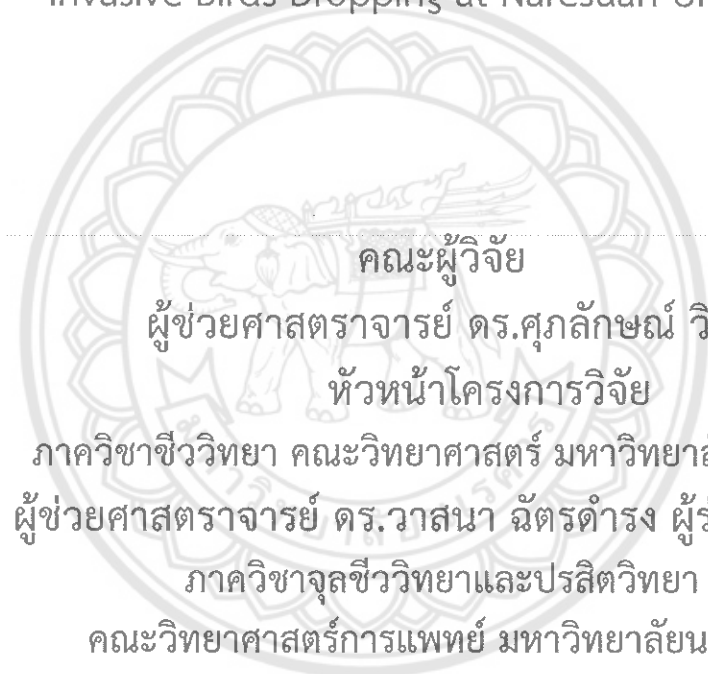 Invasive Birds Dropping at Naresuan
คณะผู้วิจัย
ผู้ช่วยศาสตราจารย์ ดร.ศุภลักษณ์
หัวหน้าโครงการวิจัย
ภาควิชาชีววิทยา คณะวิทยาศาสตร์
ผู้ช่วยศาสตราจารย์ ดร.วาสนา ฉัตรดำรง
ภาควิชาจุลชีววิทยาและปรสิตวิทยา
คณะวิทยาศาสตร์การแพทย์